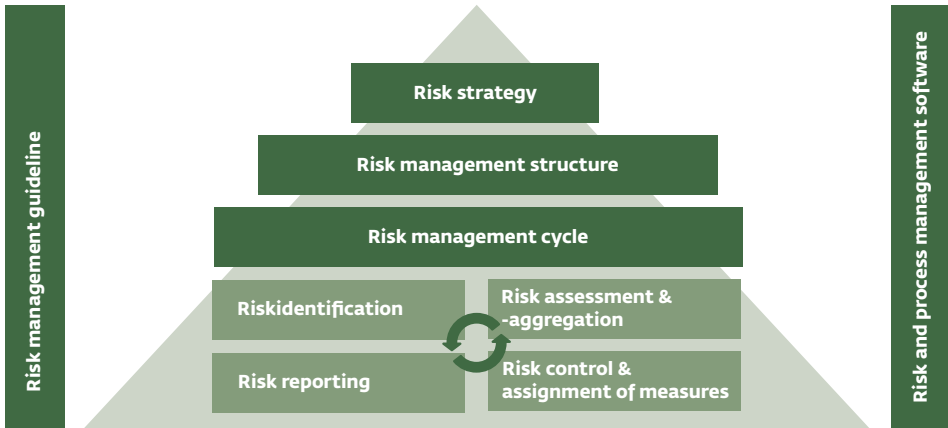 Risk management guideline
Risk strategy
Risk management structure
Risk management cycle
Riskidentification
Risk assessment &
-aggregation
Risk reporting
Risk control &
assignment of measures
Risk and process management software